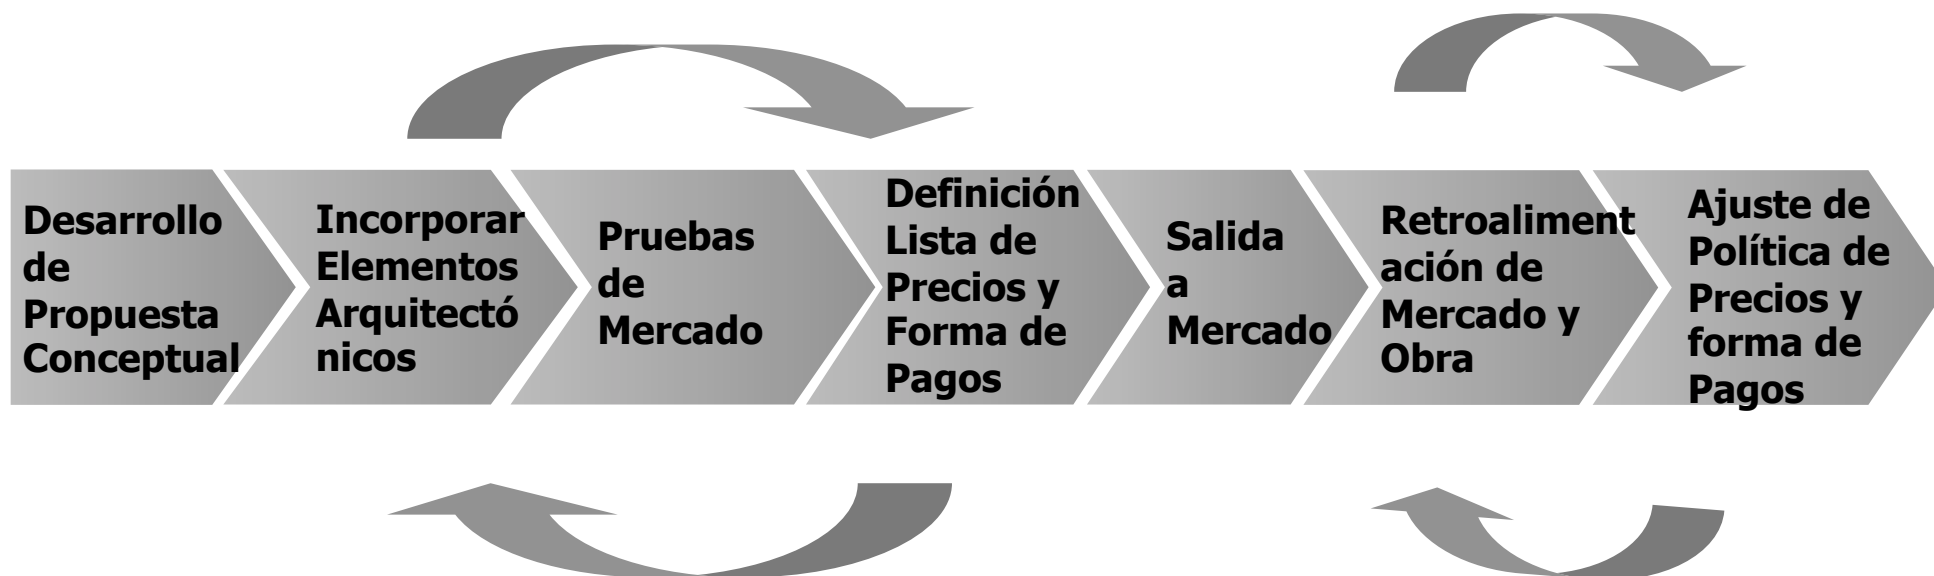 Desarrollo
de
Propuesta
Conceptual
Incorporar
Elementos
Arquitectó
nicos
Pruebas
de
Mercado
Definición
Lista de
Precios y
Forma de
Pagos
Salida
a
Mercado
Retroaliment
ación de
Mercado y
Obra
Ajuste de
Política de
Precios y
forma de
Pagos